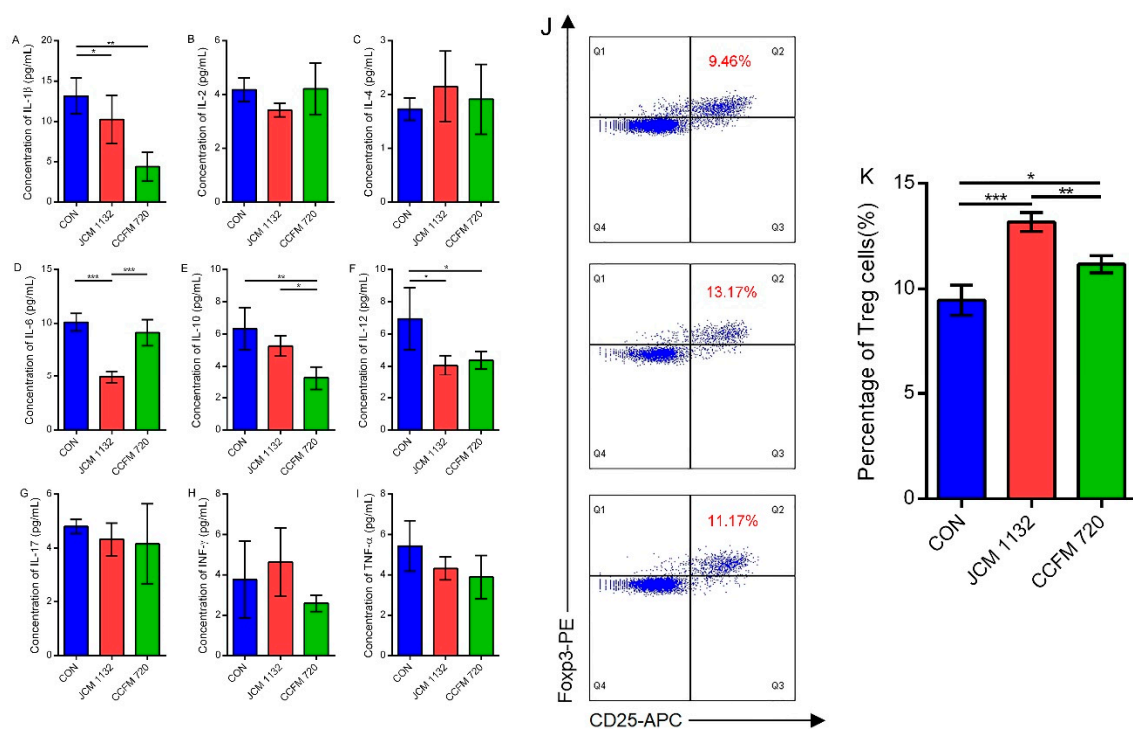 A
Concentration of IL-1β (pg/mL)
15
10
5
0
**
*
CON
JCM 1132
CCFM 720
B
Concentration of IL-2 (pg/mL)
6
4
2
0
CON
JCM 1132
CCFM 720
C
Concentration of IL-4 (pg/mL)
4
3
2
1
0
CON
JCM 1132
CCFM 720
D
Concentration of IL-6 (pg/mL)
15
10
5
0
***
***
CON
JCM 1132
CCFM 720
E
Concentration of IL-10 (pg/mL)
8
6
4
2
0
**
*
CON
JCM 1132
CCFM 720
F
Concentration of IL-12 (pg/mL)
10
8
6
4
2
0
*
*
CON
JCM 1132
CCFM 720
G
Concentration of IL-17 (pg/mL)
6
4
2
0
CON
JCM 1132
CCFM 720
H
Concentration of INF-γ (pg/mL)
8
6
4
2
0
CON
JCM 1132
CCFM 720
I
Concentration of TNF-α (pg/mL)
8
6
4
2
0
CON
JCM 1132
CCFM 720
J
Q1
9.46%
Q2
Q4
Q3
Q1
13.17%
Q2
Q4
Q3
Q1
11.17%
Q2
Q4
Q3
Foxp3-PE
CD25-APC
K
Percentage of Treg cells(%)
15
10
5
0
*
***
**
CON
JCM 1132
CCFM 720